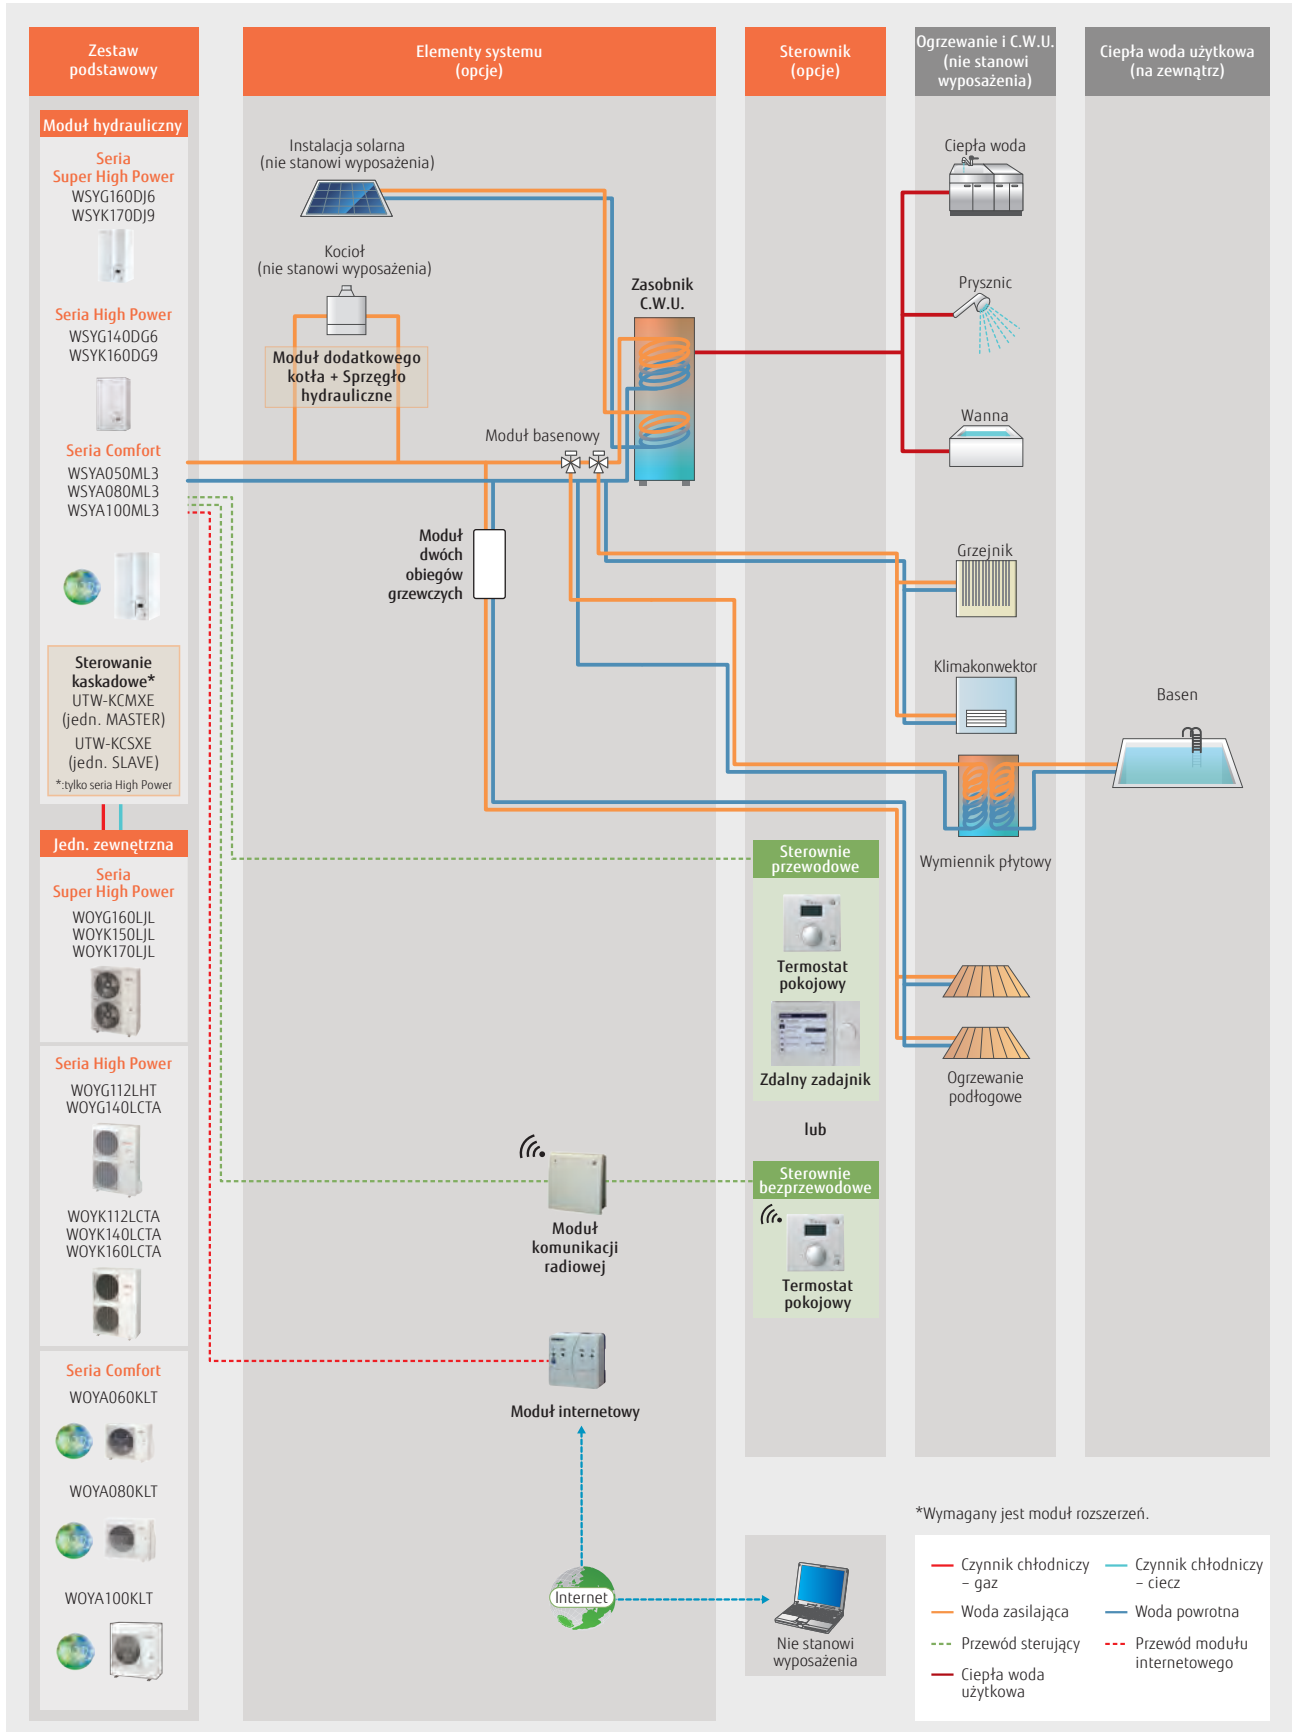 Zestaw
podstawowy
Elementy systemu
(opcje)
Sterownik
(opcje)
Ogrzewanie i C.W.U.
(nie stanowi
wyposażenia)
Ciepła woda użytkowa
(na zewnątrz)
Moduł hydrauliczny
Seria
Super High Power
WSYG160DJ6
WSYK170DJ9
Seria High Power
WSYG140DG6
WSYK160DG9
Seria Comfort
WSYA050ML3
WSYA080ML3
WSYA100ML3
Sterowanie
kaskadowe*
UTW-KCMXE
(jedn. MASTER)
UTW-KCSXE
(jedn. SLAVE)
*:tylko seria High Power
Jedn. zewnętrzna
Seria
Super High Power
WOYG160LJL
WOYK150LJL
WOYK170LJL
Seria High Power
WOYG112LHT
WOYG140LCTA
WOYK112LCTA
WOYK140LCTA
WOYK160LCTA
Seria Comfort
WOYA060KLT
WOYA080KLT
WOYA100KLT
Instalacja solarna
(nie stanowi wyposażenia)
Kocioł
(nie stanowi wyposażenia)
Moduł dodatkowego
kotła + Sprzęgło
hydrauliczne
Zasobnik
C.W.U.
Moduł basenowy
Moduł
dwóch
obiegów
grzewczych
Moduł
komunikacji
radiowej
Moduł internetowy
Internet
Sterownie
przewodowe
Termostat
pokojowy
Zdalny zadajnik
lub
Sterownie
bezprzewodowe
Termostat
pokojowy
Nie stanowi
wyposażenia
Ciepła woda
Prysznic
Wanna
Grzejnik
Klimakonwektor
Wymiennik płytowy
Ogrzewanie
podłogowe
Basen
*Wymagany jest moduł rozszerzeń.
Czynnik chłodniczy
– gaz
Czynnik chłodniczy
– ciecz
Woda zasilająca
Woda powrotna
Przewód sterujący
Przewód modułu
internetowego
Ciepła woda
użytkowa